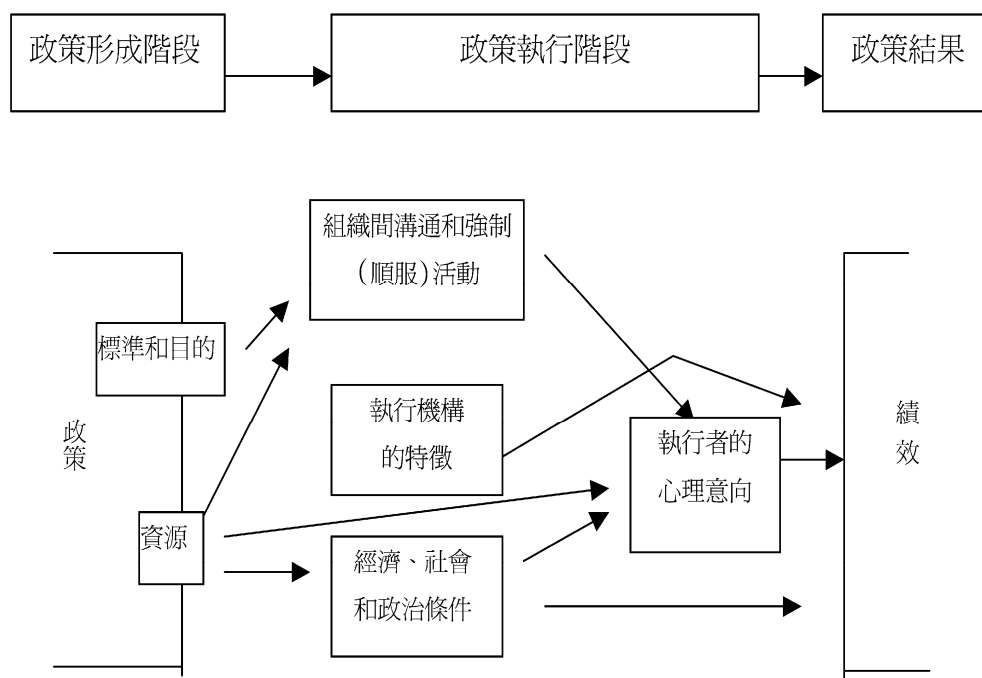 政策形成階段
政策執行階段
政策結果
組織間溝通和強制
(順服)活動
標準和目的
執行機構
的特徵
政策
執行者的
心理意向
績效
資源
經濟、社會
和政治條件